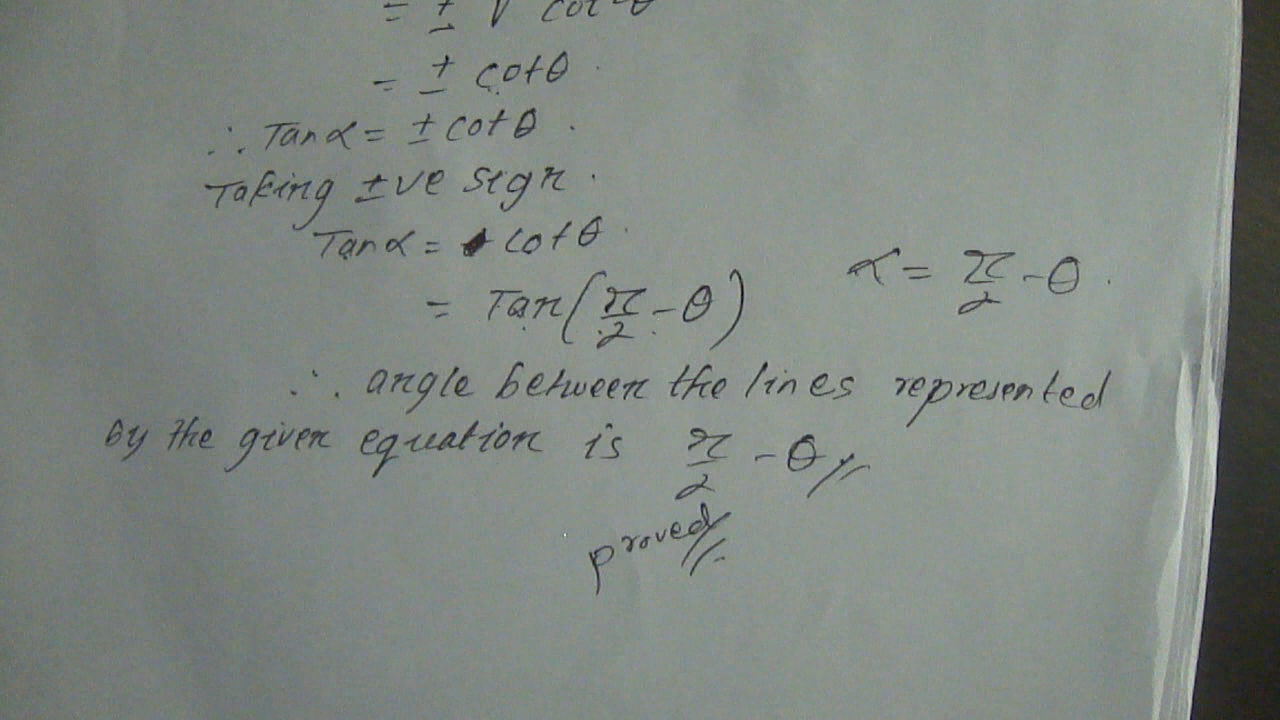 = ± √ cot²θ
= ± cotθ .
∴ Tanα = ± cotθ .
Taking ±ve sign .
Tanα = cotθ .
= Tan(π/2 - θ) α = π/2 - θ .
∴ angle between the lines represented
by the given equation is π/2 - θ //
proved //